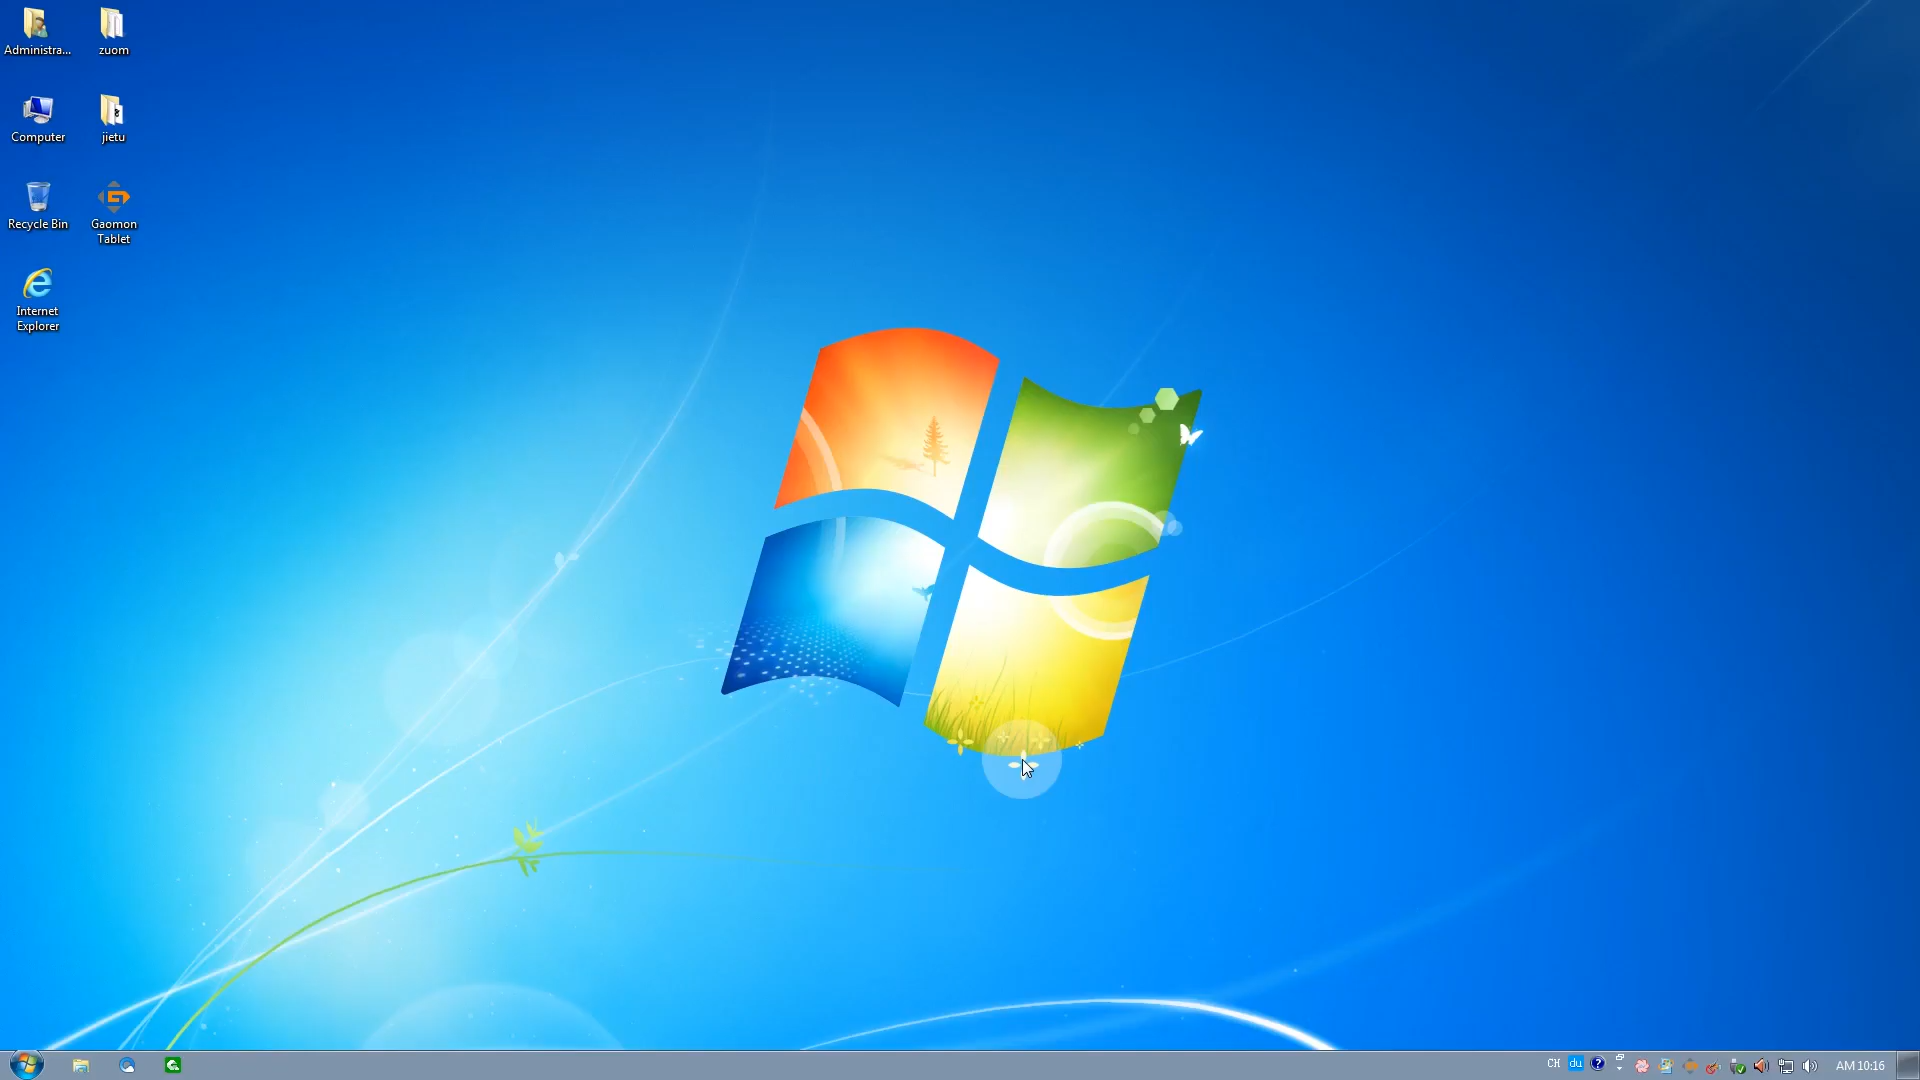 Administra...
zuom
Computer
jietu
Recycle Bin
Gaomon
Tablet
Internet
Explorer
CH
du
?
AM 10:16